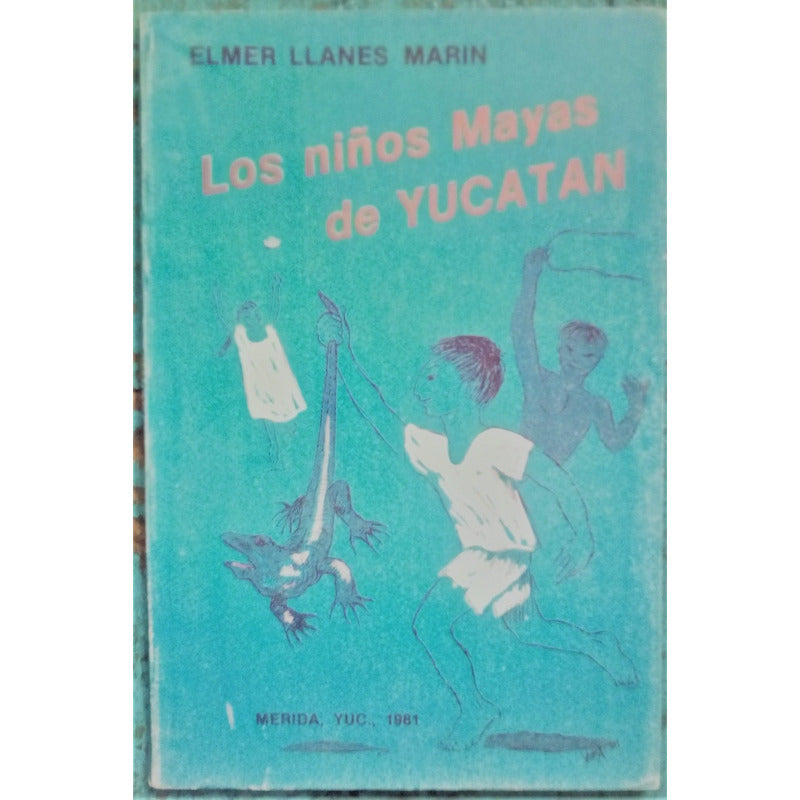 ELMER LLANES MARIN
Los niños Mayas
de YUCATAN
MERIDA, YUC., 1981